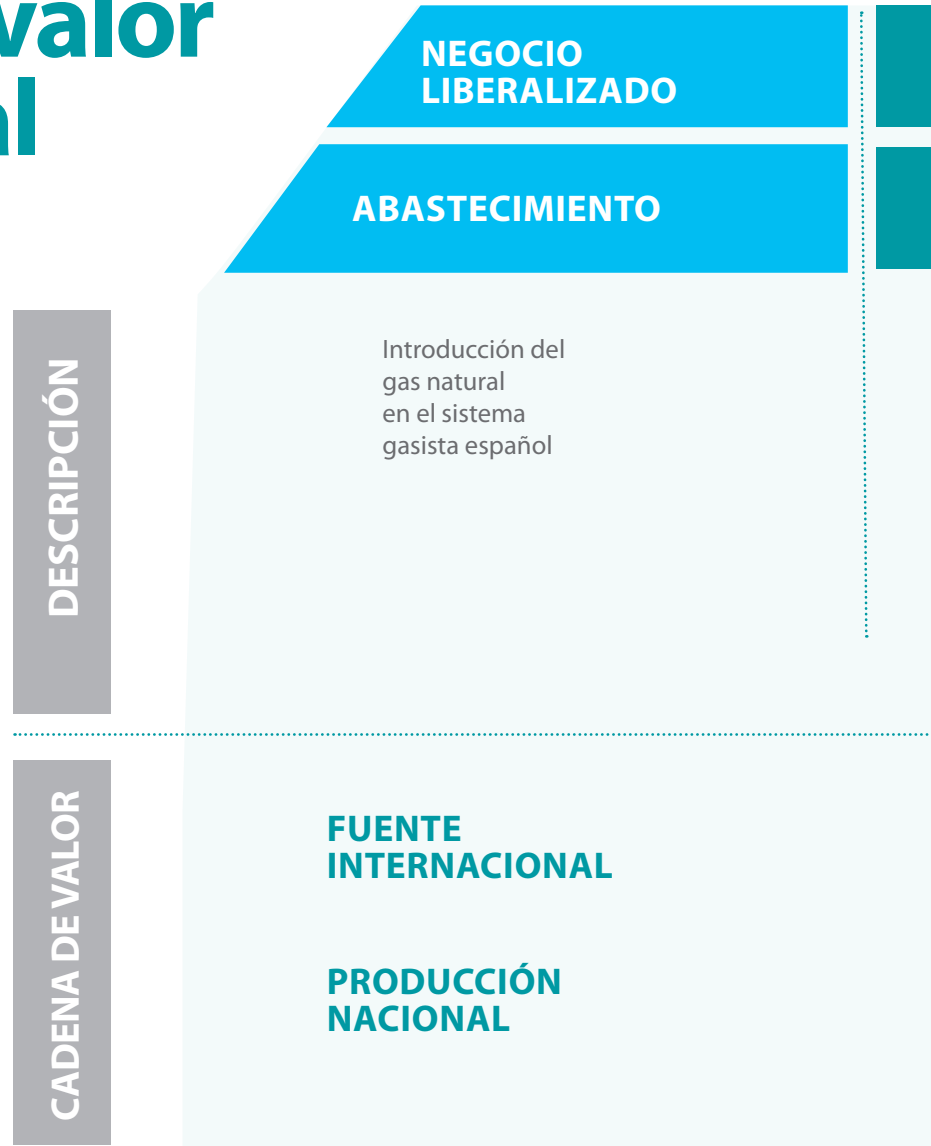 valor
al
NEGOCIO
LIBERALIZADO
ABASTECIMIENTO
DESCRIPCIÓN
Introducción del
gas natural
en el sistema
gasista español
CADENA DE VALOR
FUENTE
INTERNACIONAL
PRODUCCIÓN
NACIONAL